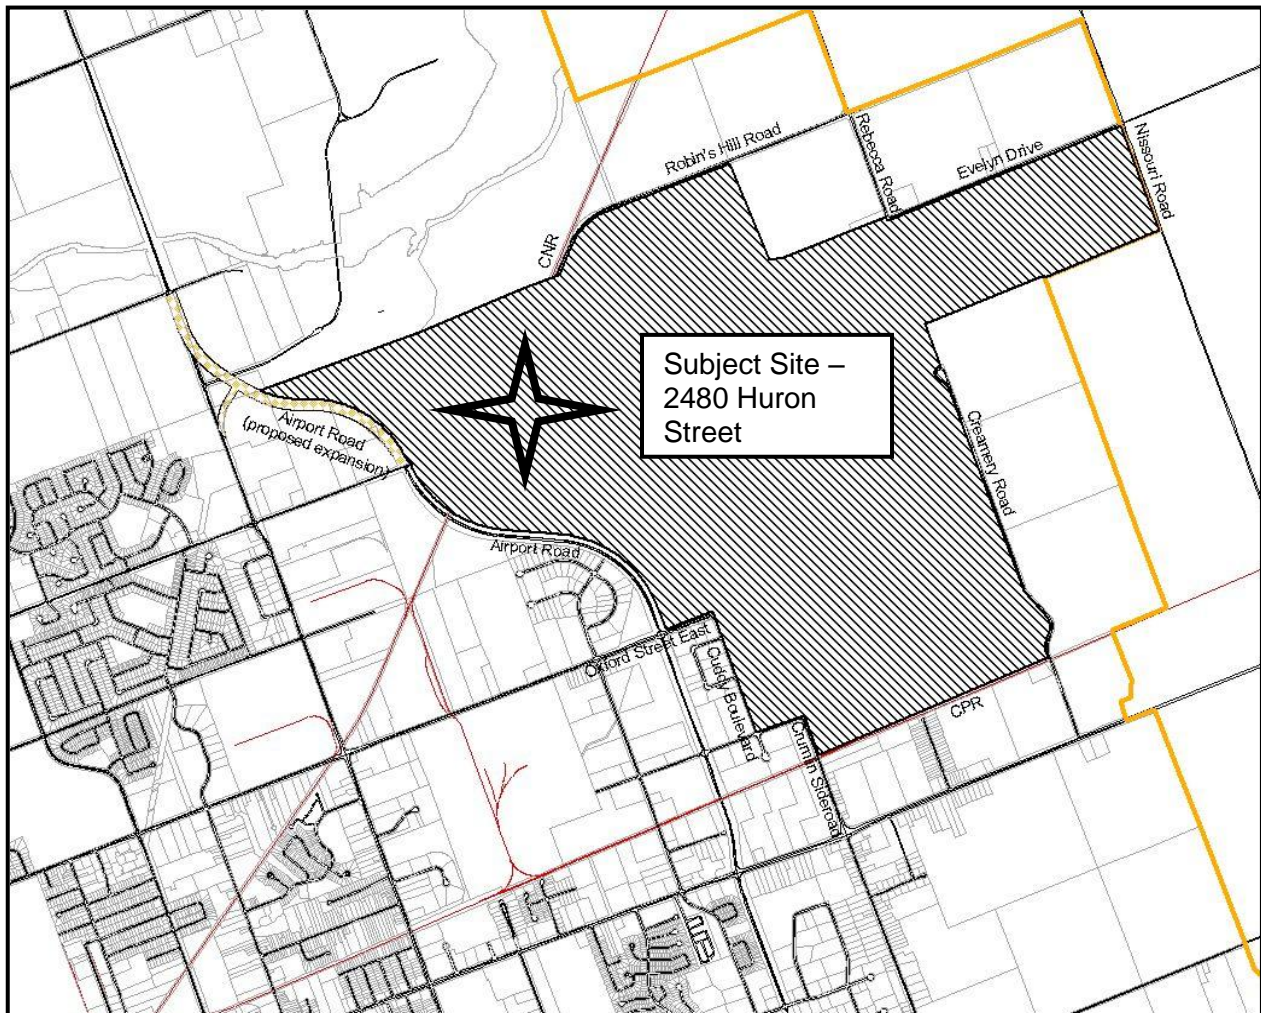 Robin's Hill Road
Rebecca Road
Evelyn Drive
Nissouri Road
CNR
Subject Site –
2480 Huron
Street
Airport Road
(proposed expansion)
Creamery Road
Airport Road
Oxford Street East
Cuddy Boulevard
Crumlin Sideroad
CPR